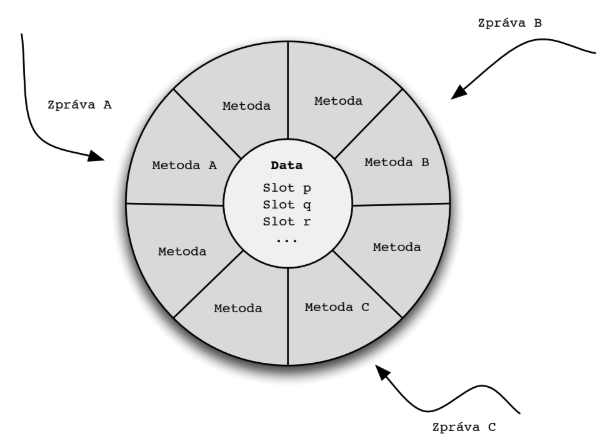 Zpráva B
Zpráva A
Metoda
Metoda
Metoda A
Data
Metoda B
Slot p
Slot q
Slot r
...
Metoda
Metoda
Metoda
Metoda C
Zpráva C